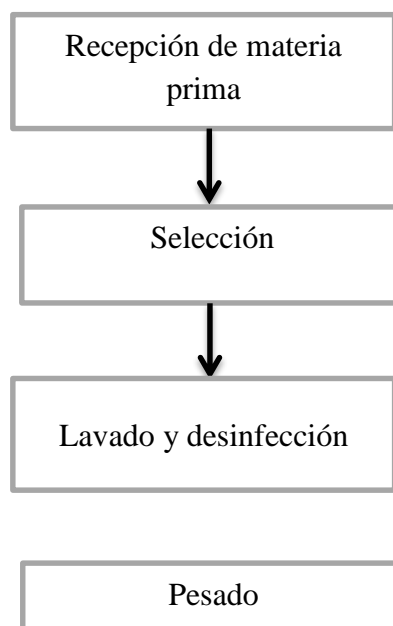 Recepción de materia
prima
Selección
Lavado y desinfección
Pesado